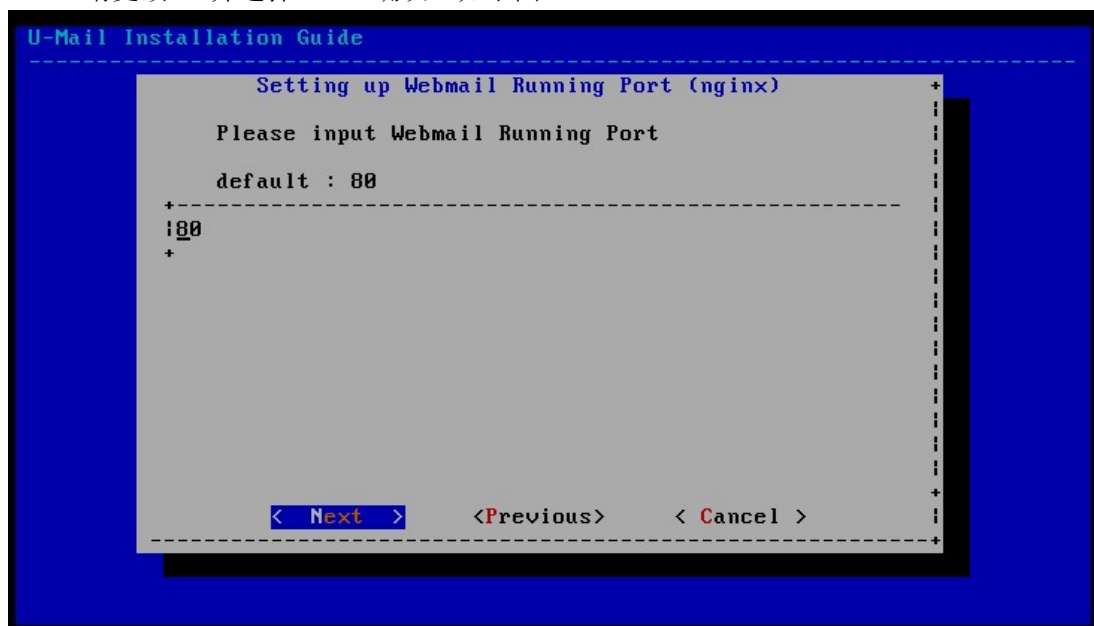 U-Mail Installation Guide
Setting up Webmail Running Port (nginx)
Please input Webmail Running Port
default : 80
80
< Next > <Previous> < Cancel >